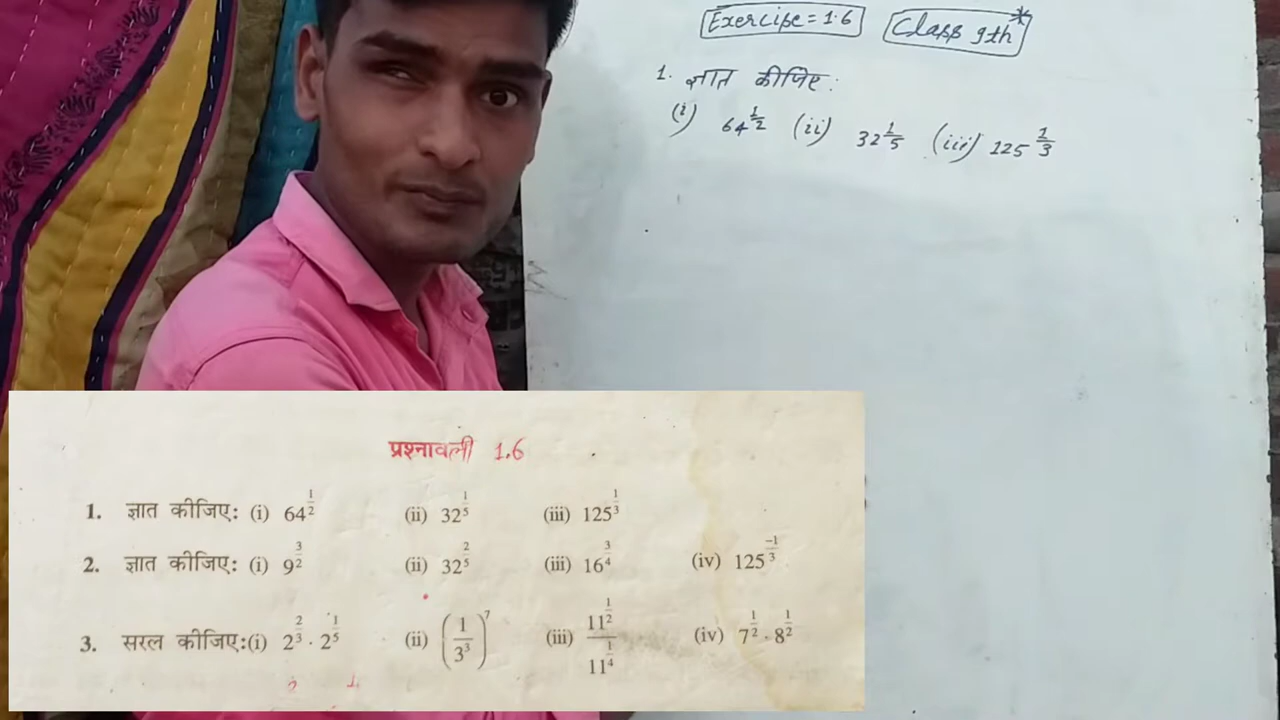 Exercise = 1.6 Class 9th*
1. ज्ञात कीजिए :
(i) 64^{1/2} (ii) 32^{1/5} (iii) 125^{1/3}
प्रश्नावली 1.6
1. ज्ञात कीजिए: (i) 64^{1/2} (ii) 32^{1/5} (iii) 125^{1/3}
2. ज्ञात कीजिए: (i) 9^{3/2} (ii) 32^{2/5} (iii) 16^{3/4} (iv) 125^{-1/3}
3. सरल कीजिए:(i) 2^{2/3} . 2^{1/5} (ii) (1/3^3)^7 (iii) 11^{1/2}/11^{1/4} (iv) 7^{1/2} . 8^{1/2}